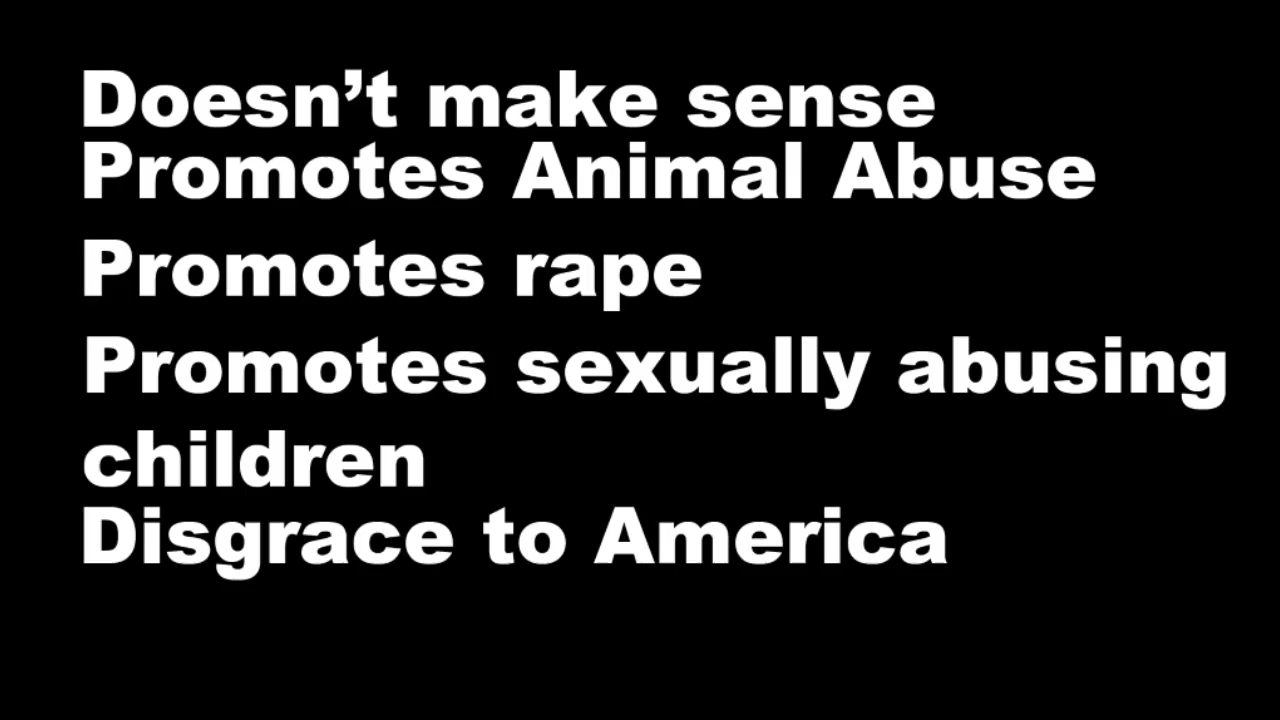 Doesn’t make sense
Promotes Animal Abuse
Promotes rape
Promotes sexually abusing
children
Disgrace to America